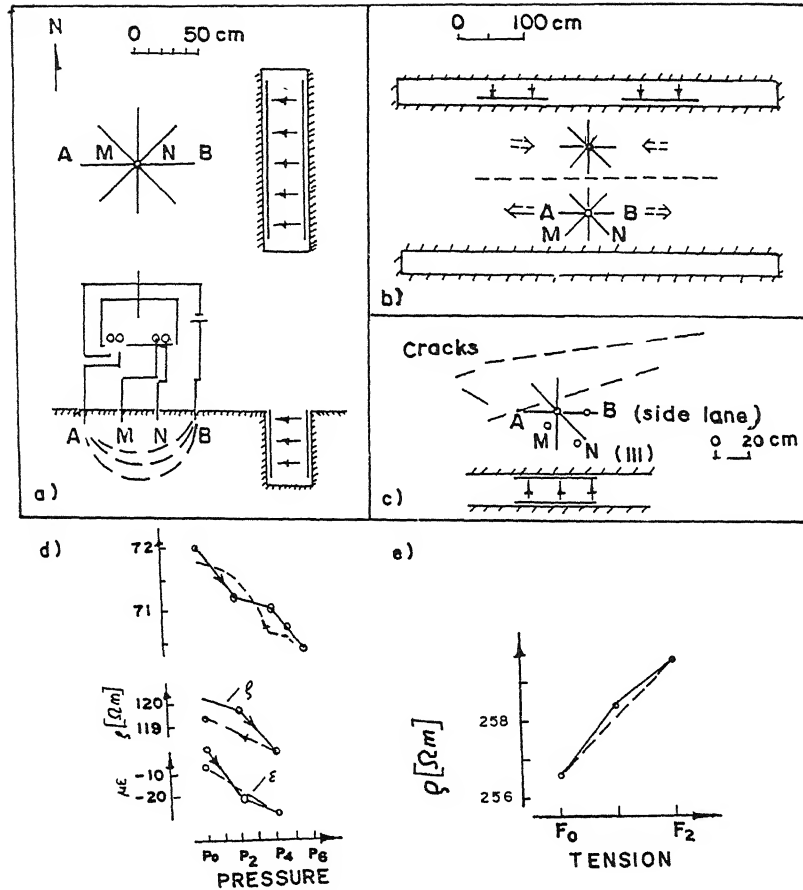 N
0 50 cm
A M N B
A M N B
a)
0 100 cm
A B
M N
b)
Cracks
A B (side lane)
M N (III)
0 20 cm
c)
d)
72
71
ρ[Ωm]
120
119
ρ
με
-10
-20
ε
P0 P2 P4 P6
PRESSURE
e)
ρ[Ωm]
258
256
F0 F2
TENSION